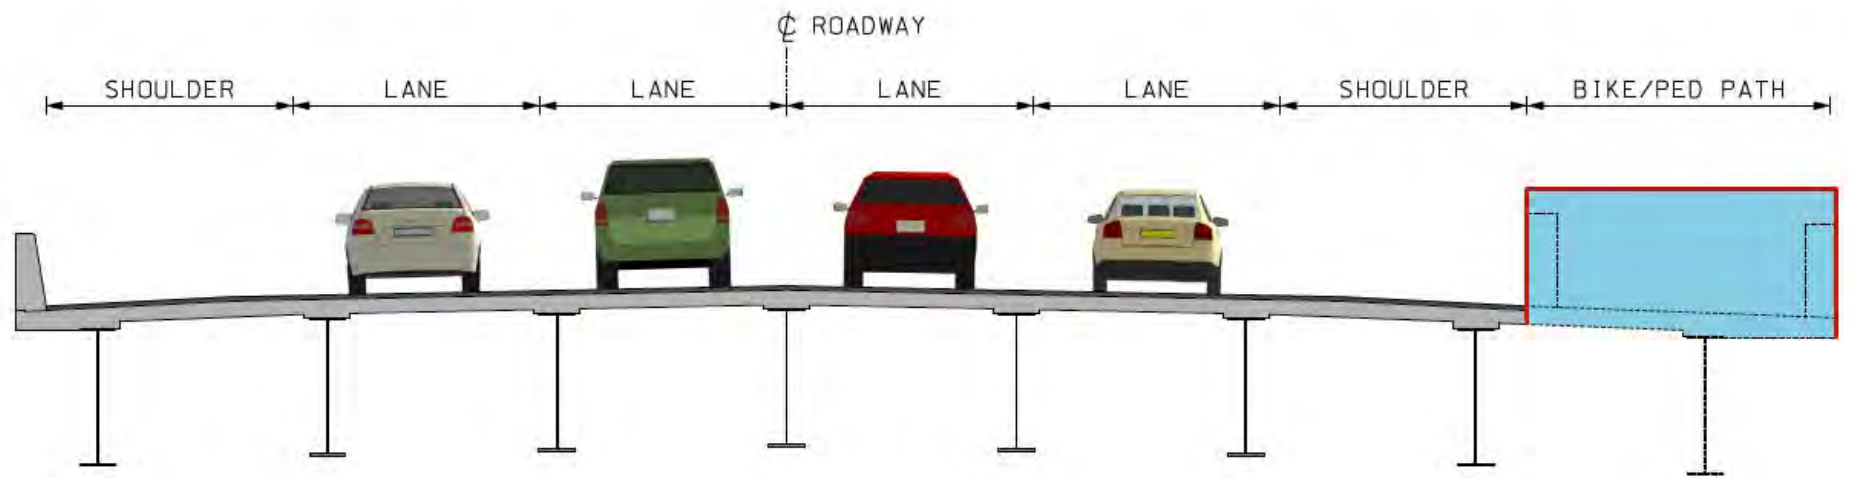 ℄ ROADWAY
SHOULDER LANE LANE LANE LANE SHOULDER BIKE/PED PATH